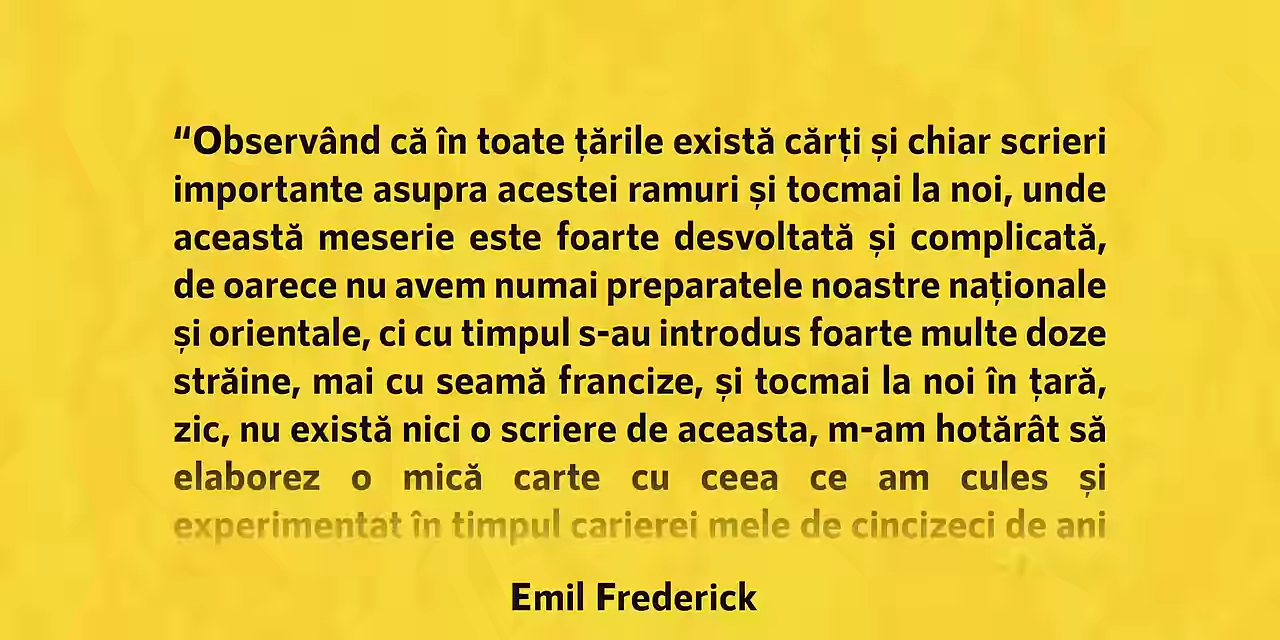 “Observând că în toate țările există cărți și chiar scrieri
importante asupra acestei ramuri și tocmai la noi, unde
această meserie este foarte desvoltată și complicată,
de oarece nu avem numai preparatele noastre naționale
și orientale, ci cu timpul s-au introdus foarte multe doze
străine, mai cu seamă francize, și tocmai la noi în țară,
zic, nu există nici o scriere de aceasta, m-am hotărât să
elaborez o mică carte cu ceea ce am cules și
experimentat în timpul carierei mele de cincizeci de ani
Emil Frederick